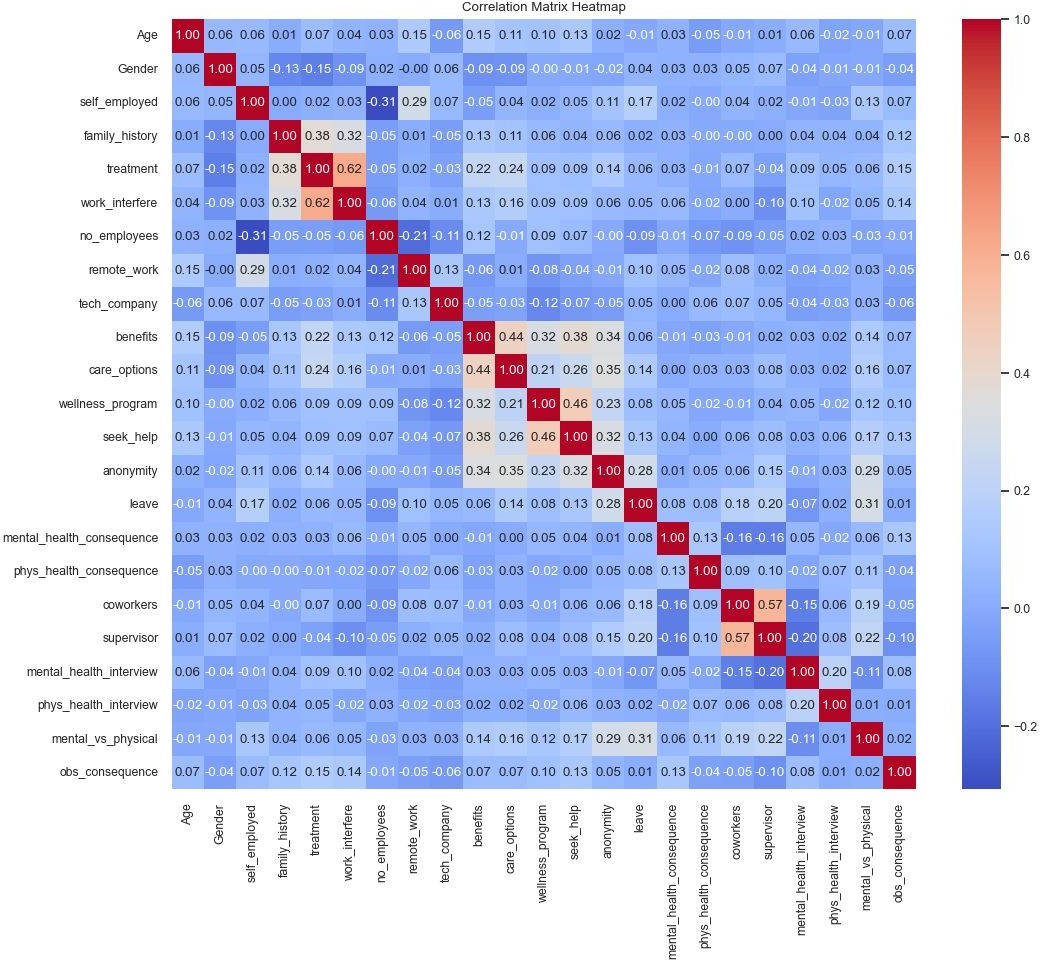 Correlation Matrix Heatmap
Age 1.00 0.06 0.06 0.01 0.07 0.04 0.03 0.15 -0.06 0.15 0.11 0.10 0.13 0.02 -0.01 0.03 -0.05 -0.01 0.01 0.06 -0.02 -0.01 0.07
Gender 0.06 1.00 0.05 -0.13 -0.15 -0.09 0.02 -0.00 0.06 -0.09 -0.09 -0.00 -0.01 -0.02 0.04 0.03 0.03 0.05 0.07 -0.04 -0.01 -0.01 -0.04
self_employed 0.06 0.05 1.00 0.00 0.02 0.03 -0.31 0.29 0.07 -0.05 0.04 0.02 0.05 0.11 0.17 0.02 -0.00 0.04 0.02 -0.01 -0.03 0.13 0.07
family_history 0.01 -0.13 0.00 1.00 0.38 0.32 -0.05 0.01 -0.05 0.13 0.11 0.06 0.04 0.06 0.02 0.03 -0.00 -0.00 0.00 0.04 0.04 0.04 0.12
treatment 0.07 -0.15 0.02 0.38 1.00 0.62 -0.05 0.02 -0.03 0.22 0.24 0.09 0.09 0.14 0.06 0.03 -0.01 0.07 -0.04 0.09 0.05 0.06 0.15
work_interfere 0.04 -0.09 0.03 0.32 0.62 1.00 -0.06 0.04 0.01 0.13 0.16 0.09 0.09 0.06 0.05 0.06 -0.02 0.00 -0.10 0.10 -0.02 0.05 0.14
no_employees 0.03 0.02 -0.31 -0.05 -0.05 -0.06 1.00 -0.21 -0.11 0.12 -0.01 0.09 0.07 -0.00 -0.09 -0.01 -0.07 -0.09 -0.05 0.02 0.03 -0.03 -0.01
remote_work 0.15 -0.00 0.29 0.01 0.02 0.04 -0.21 1.00 0.13 -0.06 0.01 -0.08 -0.04 -0.01 0.10 0.05 -0.02 0.08 0.02 -0.04 -0.02 0.03 -0.05
tech_company -0.06 0.06 0.07 -0.05 -0.03 0.01 -0.11 0.13 1.00 -0.05 -0.03 -0.12 -0.07 -0.05 0.05 0.00 0.06 0.07 0.05 -0.04 -0.03 0.03 -0.06
benefits 0.15 -0.09 -0.05 0.13 0.22 0.13 0.12 -0.06 -0.05 1.00 0.44 0.32 0.38 0.34 0.06 -0.01 -0.03 -0.01 0.02 0.03 0.02 0.14 0.07
care_options 0.11 -0.09 0.04 0.11 0.24 0.16 -0.01 0.01 -0.03 0.44 1.00 0.21 0.26 0.35 0.14 0.00 0.03 0.03 0.08 0.03 0.02 0.16 0.07
wellness_program 0.10 -0.00 0.02 0.06 0.09 0.09 0.09 -0.08 -0.12 0.32 0.21 1.00 0.46 0.23 0.08 0.05 -0.02 -0.01 0.04 0.05 -0.02 0.12 0.10
seek_help 0.13 -0.01 0.05 0.04 0.09 0.09 0.07 -0.04 -0.07 0.38 0.26 0.46 1.00 0.32 0.13 0.04 0.00 0.06 0.08 0.03 0.06 0.17 0.13
anonymity 0.02 -0.02 0.11 0.06 0.14 0.06 -0.00 -0.01 -0.05 0.34 0.35 0.23 0.32 1.00 0.28 0.01 0.05 0.06 0.15 -0.01 0.03 0.29 0.05
leave -0.01 0.04 0.17 0.02 0.06 0.05 -0.09 0.10 0.05 0.06 0.14 0.08 0.13 0.28 1.00 0.08 0.08 0.18 0.20 -0.07 0.02 0.31 0.01
mental_health_consequence 0.03 0.03 0.02 0.03 0.03 0.06 -0.01 0.05 0.00 -0.01 0.00 0.05 0.04 0.01 0.08 1.00 0.13 -0.16 -0.16 0.05 -0.02 0.06 0.13
phys_health_consequence -0.05 0.03 -0.00 -0.00 -0.01 -0.02 -0.07 -0.02 0.06 -0.03 0.03 -0.02 0.00 0.05 0.08 0.13 1.00 0.09 0.10 -0.02 0.07 0.11 -0.04
coworkers -0.01 0.05 0.04 -0.00 0.07 0.00 -0.09 0.08 0.07 -0.01 0.03 -0.01 0.06 0.06 0.18 -0.16 0.09 1.00 0.57 -0.15 0.06 0.19 -0.05
supervisor 0.01 0.07 0.02 0.00 -0.04 -0.10 -0.05 0.02 0.05 0.02 0.08 0.04 0.08 0.15 0.20 -0.16 0.10 0.57 1.00 -0.20 0.08 0.22 -0.10
mental_health_interview 0.06 -0.04 -0.01 0.04 0.09 0.10 0.02 -0.04 -0.04 0.03 0.03 0.05 0.03 -0.01 -0.07 0.05 -0.02 -0.15 -0.20 1.00 0.20 -0.11 0.08
phys_health_interview -0.02 -0.01 -0.03 0.04 0.05 -0.02 0.03 -0.02 -0.03 0.02 0.02 -0.02 0.06 0.03 0.02 -0.02 0.07 0.06 0.08 0.20 1.00 0.01 0.01
mental_vs_physical -0.01 -0.01 0.13 0.04 0.06 0.05 -0.03 0.03 0.03 0.14 0.16 0.12 0.17 0.29 0.31 0.06 0.11 0.19 0.22 -0.11 0.01 1.00 0.02
obs_consequence 0.07 -0.04 0.07 0.12 0.15 0.14 -0.01 -0.05 -0.06 0.07 0.07 0.10 0.13 0.05 0.01 0.13 -0.04 -0.05 -0.10 0.08 0.01 0.02 1.00
Age
Gender
self_employed
family_history
treatment
work_interfere
no_employees
remote_work
tech_company
benefits
care_options
wellness_program
seek_help
anonymity
leave
mental_health_consequence
phys_health_consequence
coworkers
supervisor
mental_health_interview
phys_health_interview
mental_vs_physical
obs_consequence
1.0
0.8
0.6
0.4
0.2
0.0
−0.2